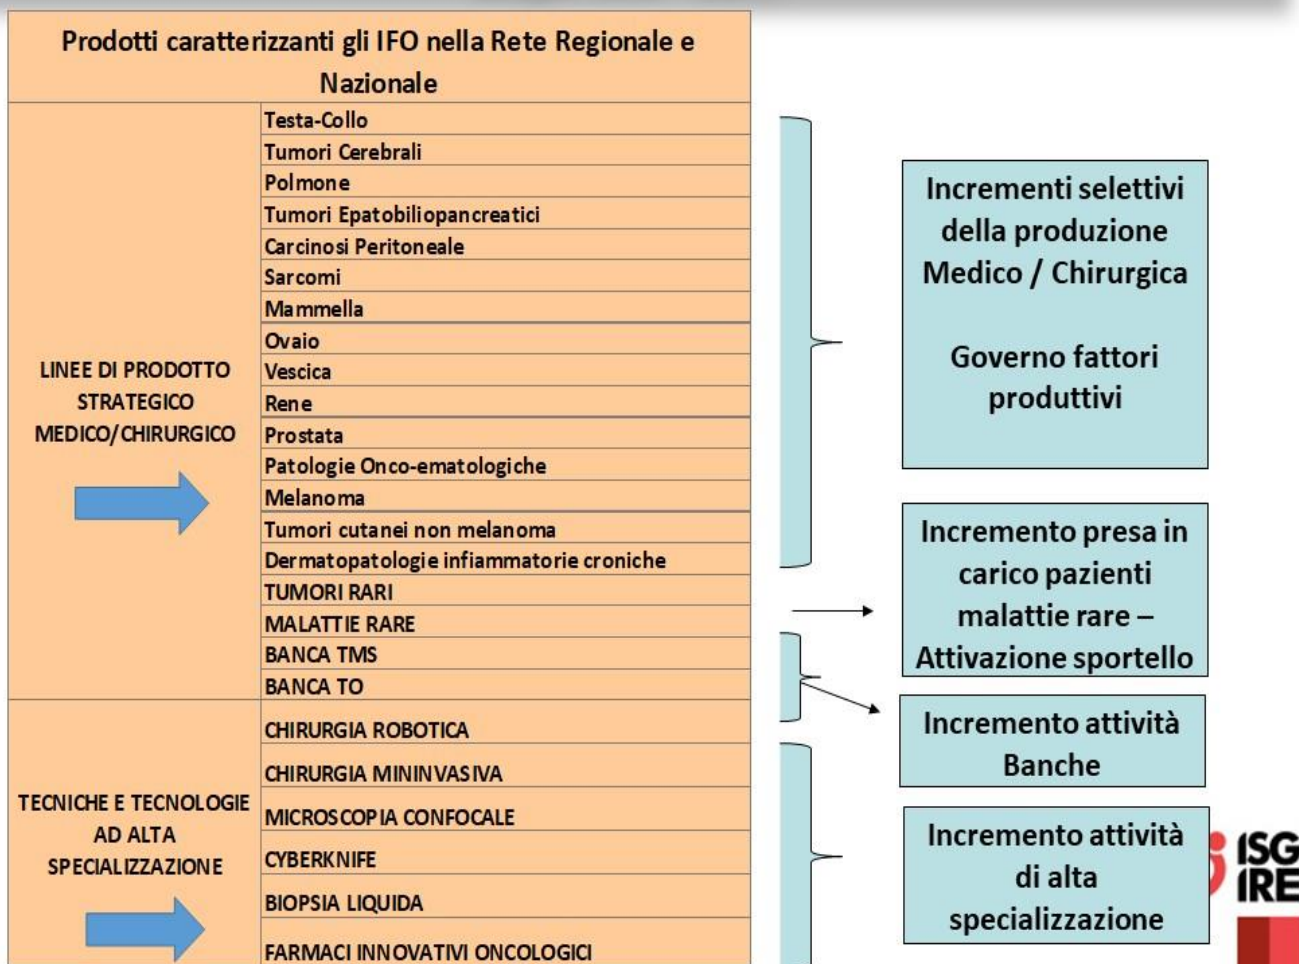 Prodotti caratterizzanti gli IFO nella Rete Regionale e
Nazionale
LINEE DI PRODOTTO
STRATEGICO
MEDICO/CHIRURGICO
Testa-Collo
Tumori Cerebrali
Polmone
Tumori Epatobiliopancreatici
Carcinosi Peritoneale
Sarcomi
Mammella
Ovaio
Vescica
Rene
Prostata
Patologie Onco-ematologiche
Melanoma
Tumori cutanei non melanoma
Dermatopatologie infiammatorie croniche
TUMORI RARI
MALATTIE RARE
BANCA TMS
BANCA TO
TECNICHE E TECNOLOGIE
AD ALTA
SPECIALIZZAZIONE
CHIRURGIA ROBOTICA
CHIRURGIA MININVASIVA
MICROSCOPIA CONFOCALE
CYBERKNIFE
BIOPSIA LIQUIDA
FARMACI INNOVATIVI ONCOLOGICI
Incrementi selettivi
della produzione
Medico / Chirurgica
Governo fattori
produttivi
Incremento presa in
carico pazienti
malattie rare –
Attivazione sportello
Incremento attività
Banche
Incremento attività
di alta
specializzazione
ISG
IRE